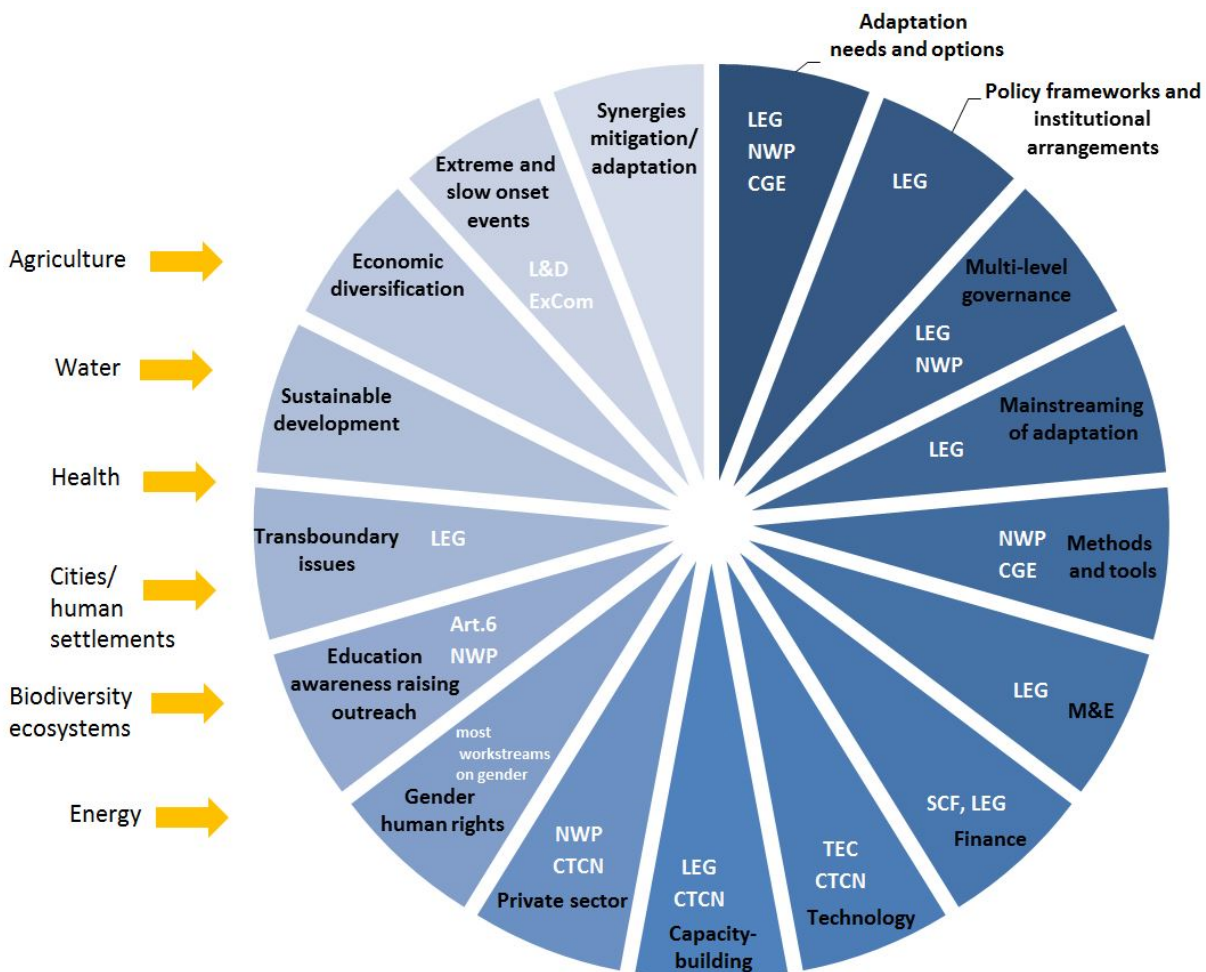 Adaptation
needs and options
Policy frameworks and
institutional
arrangements
LEG
NWP
CGE
LEG
Multi-level
governance
LEG
NWP
Mainstreaming
of adaptation
LEG
NWP
CGE
Methods
and tools
LEG
M&E
SCF, LEG
Finance
TEC
CTCN
Technology
LEG
CTCN
Capacity-
building
NWP
CTCN
Private sector
most
workstreams
on gender
Gender
human rights
Art.6
NWP
Education
awareness raising
outreach
Transboundary
issues
LEG
Sustainable
development
Economic
diversification
Extreme and
slow onset
events
L&D
ExCom
Synergies
mitigation/
adaptation
Agriculture
Water
Health
Cities/
human
settlements
Biodiversity
ecosystems
Energy